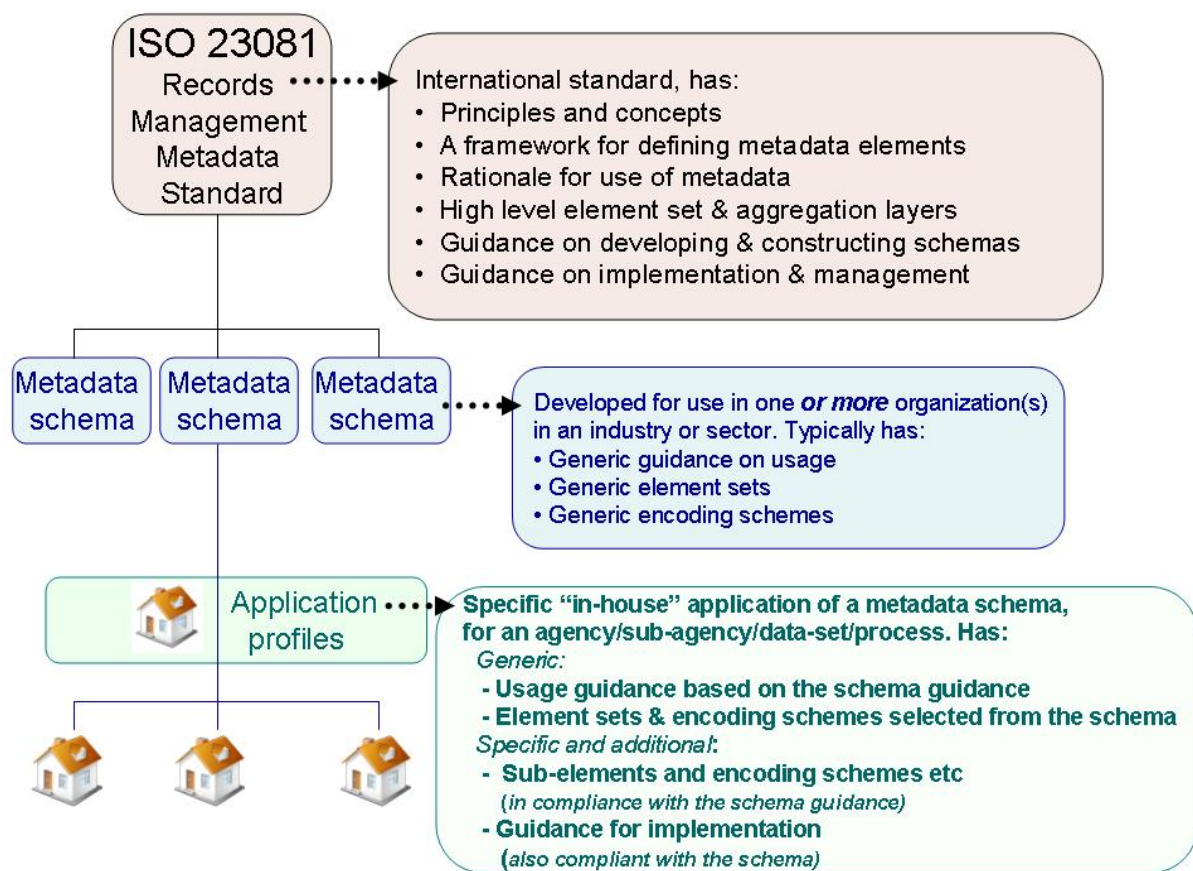 ISO 23081
Records
Management
Metadata
Standard
International standard, has:
• Principles and concepts
• A framework for defining metadata elements
• Rationale for use of metadata
• High level element set & aggregation layers
• Guidance on developing & constructing schemas
• Guidance on implementation & management
Metadata
schema
Metadata
schema
Metadata
schema
Developed for use in one or more organization(s)
in an industry or sector. Typically has:
• Generic guidance on usage
• Generic element sets
• Generic encoding schemes
Application
profiles
Specific “in-house” application of a metadata schema,
for an agency/sub-agency/data-set/process. Has:
Generic:
- Usage guidance based on the schema guidance
- Element sets & encoding schemes selected from the schema
Specific and additional:
- Sub-elements and encoding schemes etc
(in compliance with the schema guidance)
- Guidance for implementation
(also compliant with the schema)